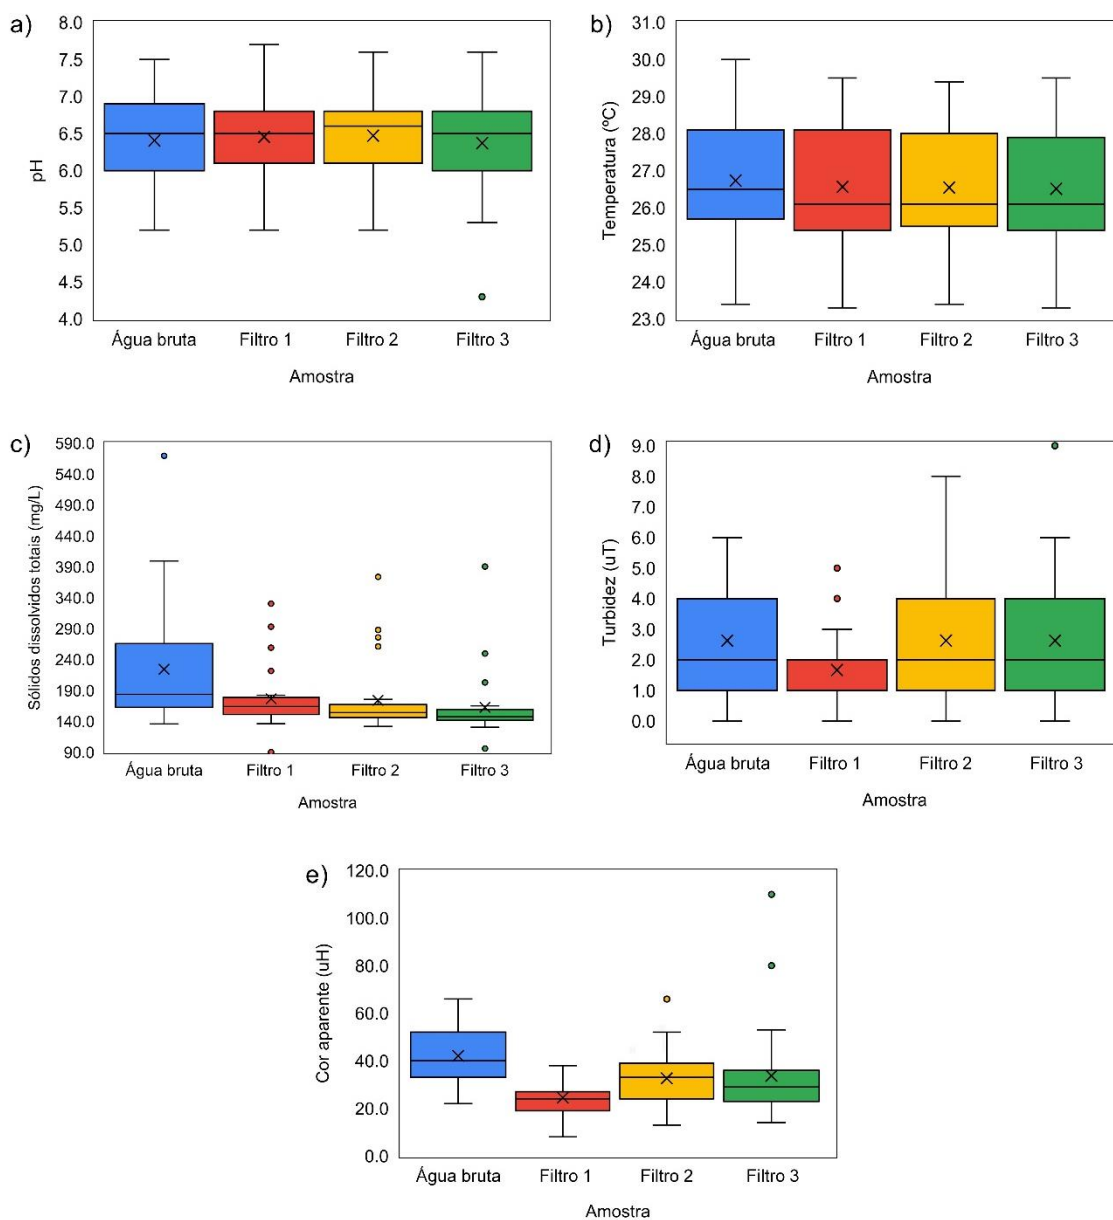 a)
pH
8.0
7.5
7.0
6.5
6.0
5.5
5.0
4.5
4.0
Água bruta Filtro 1 Filtro 2 Filtro 3
Amostra
b)
Temperatura (ºC)
31.0
30.0
29.0
28.0
27.0
26.0
25.0
24.0
23.0
Água bruta Filtro 1 Filtro 2 Filtro 3
Amostra
c)
Sólidos dissolvidos totais (mg/L)
590.0
540.0
490.0
440.0
390.0
340.0
290.0
240.0
190.0
140.0
90.0
Água bruta Filtro 1 Filtro 2 Filtro 3
Amostra
d)
Turbidez (uT)
9.0
8.0
7.0
6.0
5.0
4.0
3.0
2.0
1.0
0.0
Água bruta Filtro 1 Filtro 2 Filtro 3
Amostra
e)
Cor aparente (uH)
120.0
100.0
80.0
60.0
40.0
20.0
0.0
Água bruta Filtro 1 Filtro 2 Filtro 3
Amostra